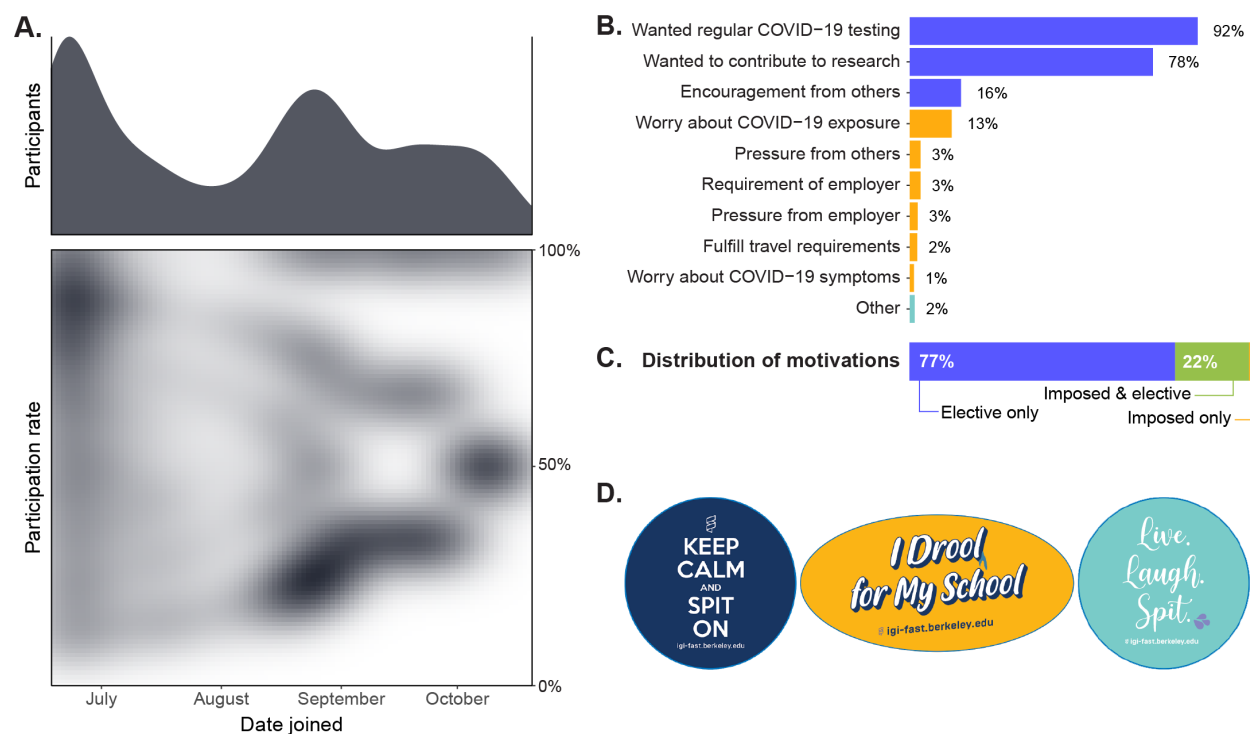 A.
Participants
100%
Participation rate
50%
0%
July August September October
Date joined
B.
Wanted regular COVID−19 testing 92%
Wanted to contribute to research 78%
Encouragement from others 16%
Worry about COVID−19 exposure 13%
Pressure from others 3%
Requirement of employer 3%
Pressure from employer 3%
Fulfill travel requirements 2%
Worry about COVID−19 symptoms 1%
Other 2%
C. Distribution of motivations 77% 22%
Imposed & elective
Elective only
Imposed only
D.
KEEP
CALM
AND
SPIT
ON
igi-fast.berkeley.edu
I Drool
for My School
igi-fast.berkeley.edu
Live.
Laugh.
Spit.
igi-fast.berkeley.edu